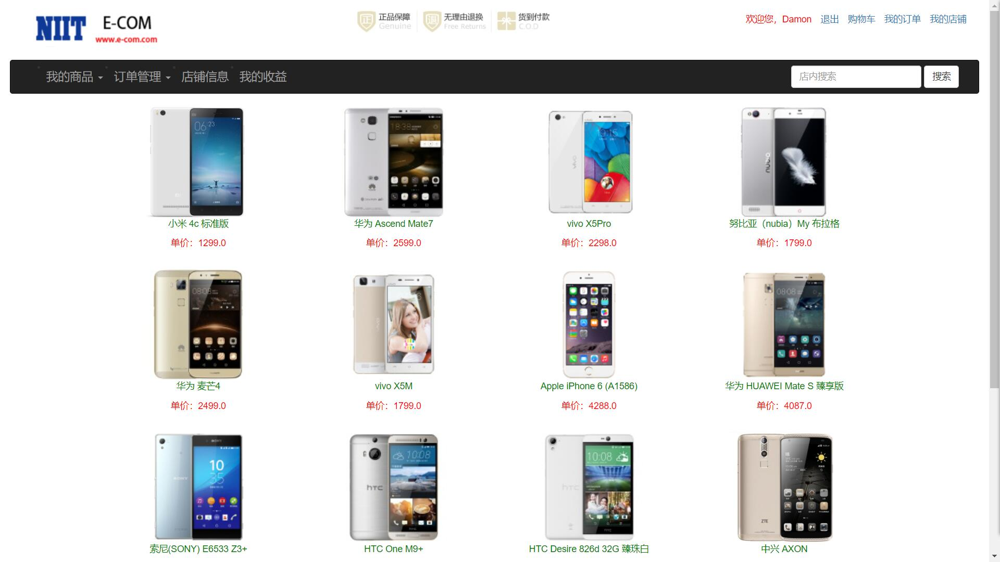 NIIT E-COM
www.e-com.com
正品保障 无理由退换 货到付款
Genuine Free Returns C.O.D
欢迎您，Damon 退出 购物车 我的订单 我的店铺
我的商品 订单管理 店铺信息 我的收益 店内搜索 搜索
小米 4c 标准版 华为 Ascend Mate7 vivo X5Pro 努比亚（nubia）My 布拉格
单价：1299.0 单价：2599.0 单价：2298.0 单价：1799.0
华为 麦芒4 vivo X5M Apple iPhone 6 (A1586) 华为 HUAWEI Mate S 臻享版
单价：2499.0 单价：1799.0 单价：4288.0 单价：4087.0
索尼(SONY) E6533 Z3+ HTC One M9+ HTC Desire 826d 32G 臻珠白 中兴 AXON